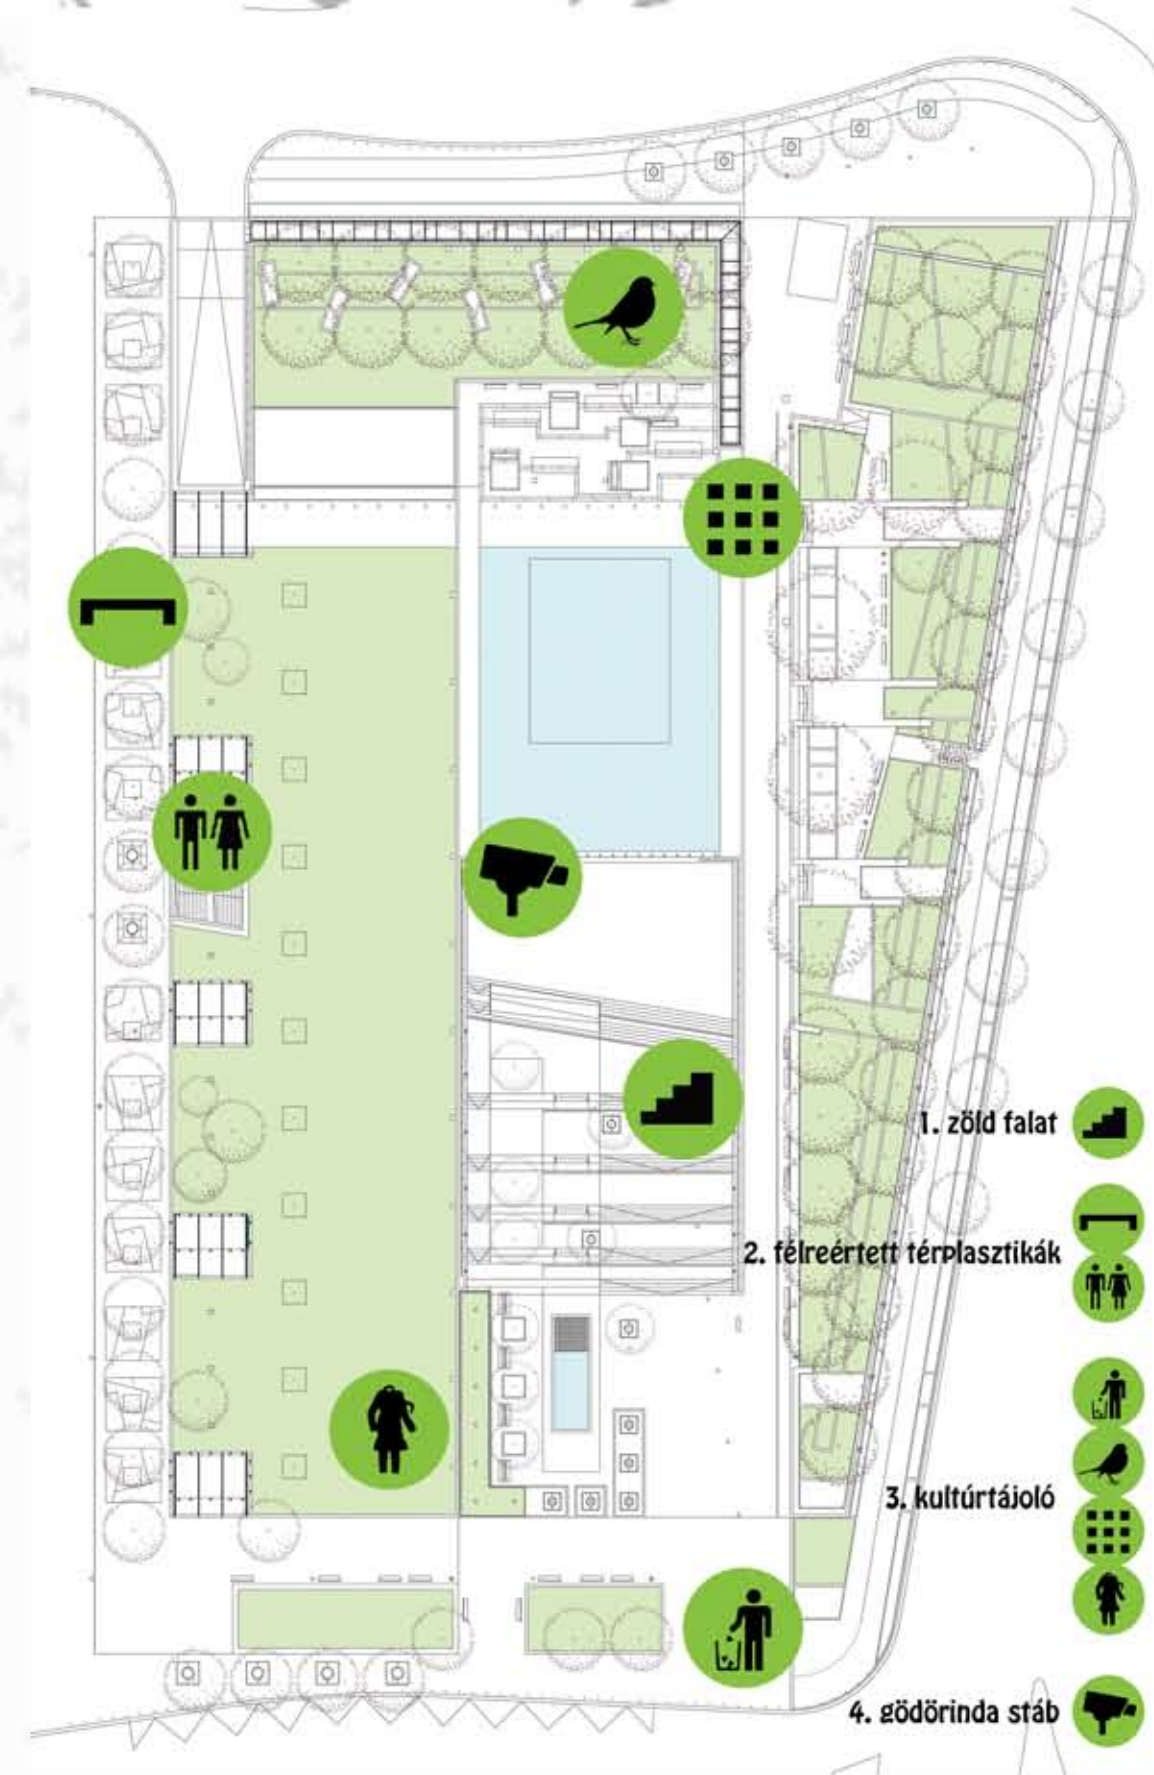 1. zöld falat
2. félreértett térplasztikák
3. kultúrtájoló
4. gödörinda stáb